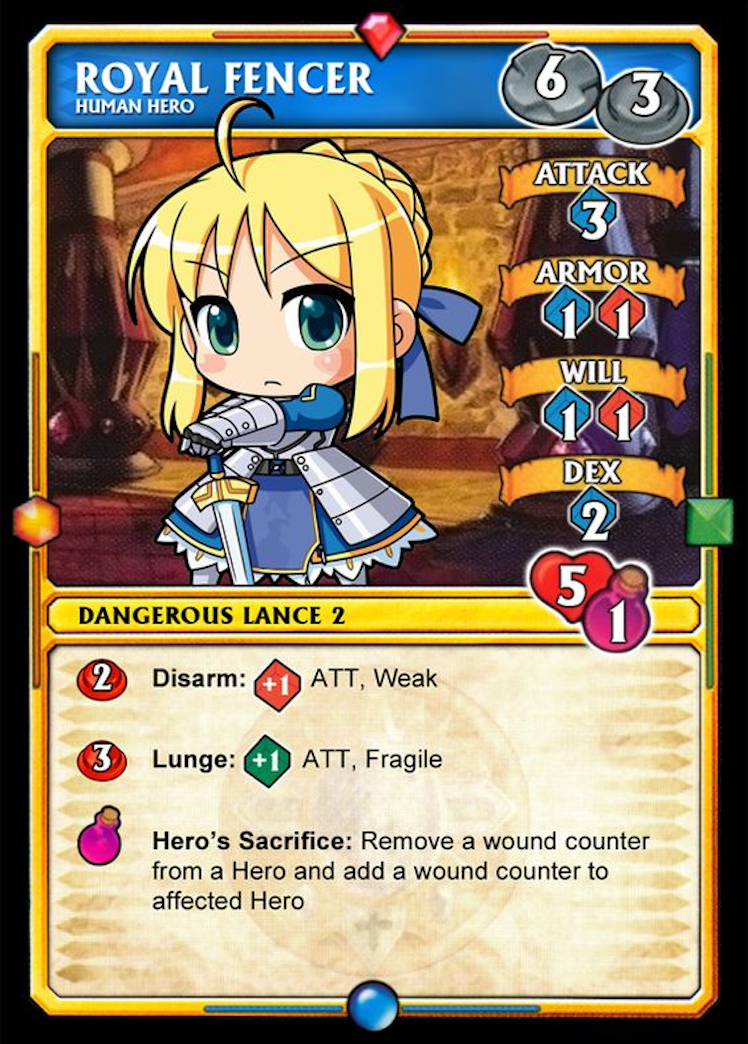 ROYAL FENCER
HUMAN HERO
6 3
ATTACK
3
ARMOR
1 1
WILL
1 1
DEX
2
5 1
DANGEROUS LANCE 2
2 Disarm: +1 ATT, Weak
3 Lunge: +1 ATT, Fragile
Hero's Sacrifice: Remove a wound counter
from a Hero and add a wound counter to
affected Hero